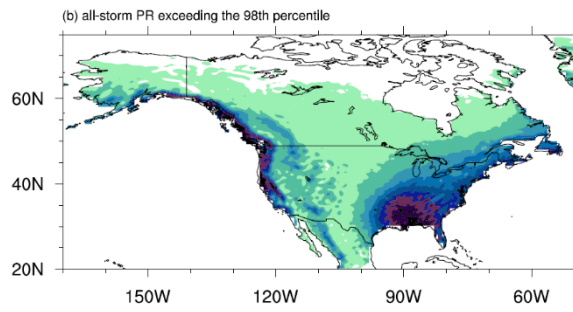 (b) all-storm PR exceeding the 98th percentile
60N
40N
20N
150W 120W 90W 60W